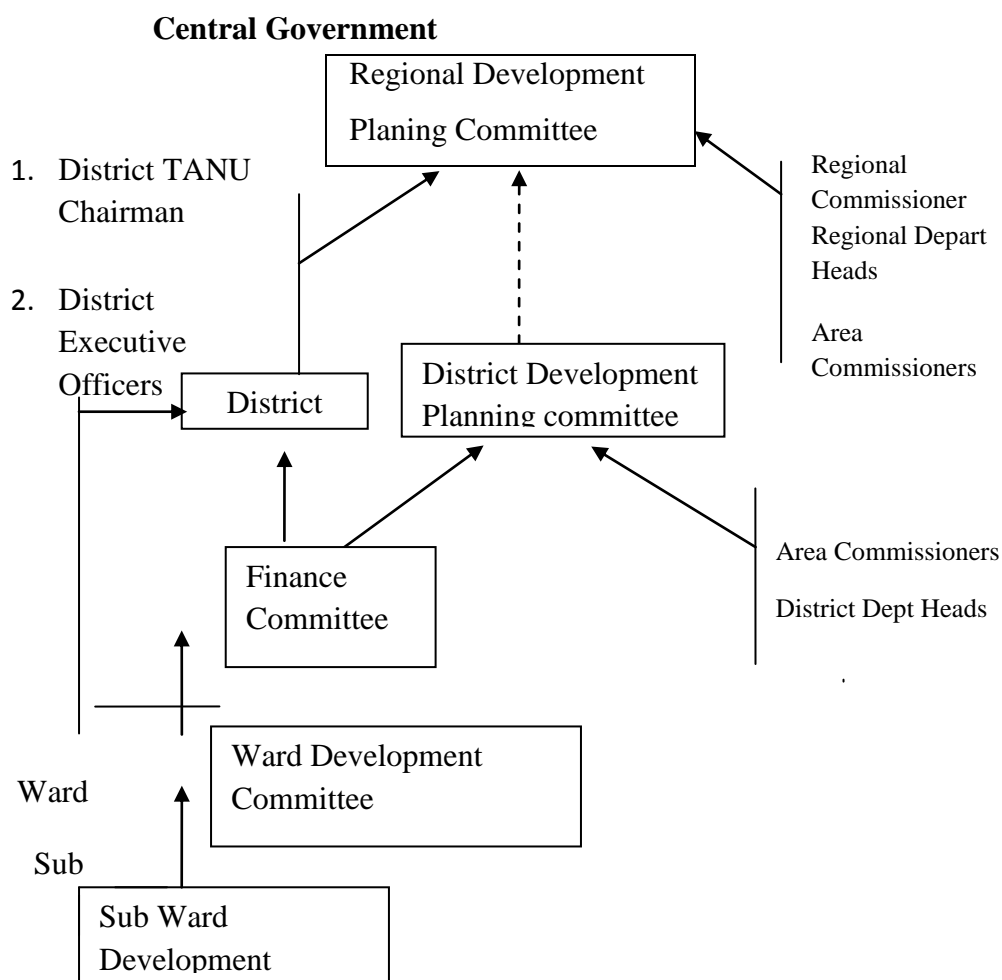 Central Government
Regional Development
Planing Committee
1. District TANU
Chairman
2. District
Executive
Officers
Regional
Commissioner
Regional Depart
Heads
Area
Commissioners
District
District Development
Planning committee
Finance
Committee
Area Commissioners
District Dept Heads
Ward Development
Committee
Ward
Sub
Sub Ward
Development